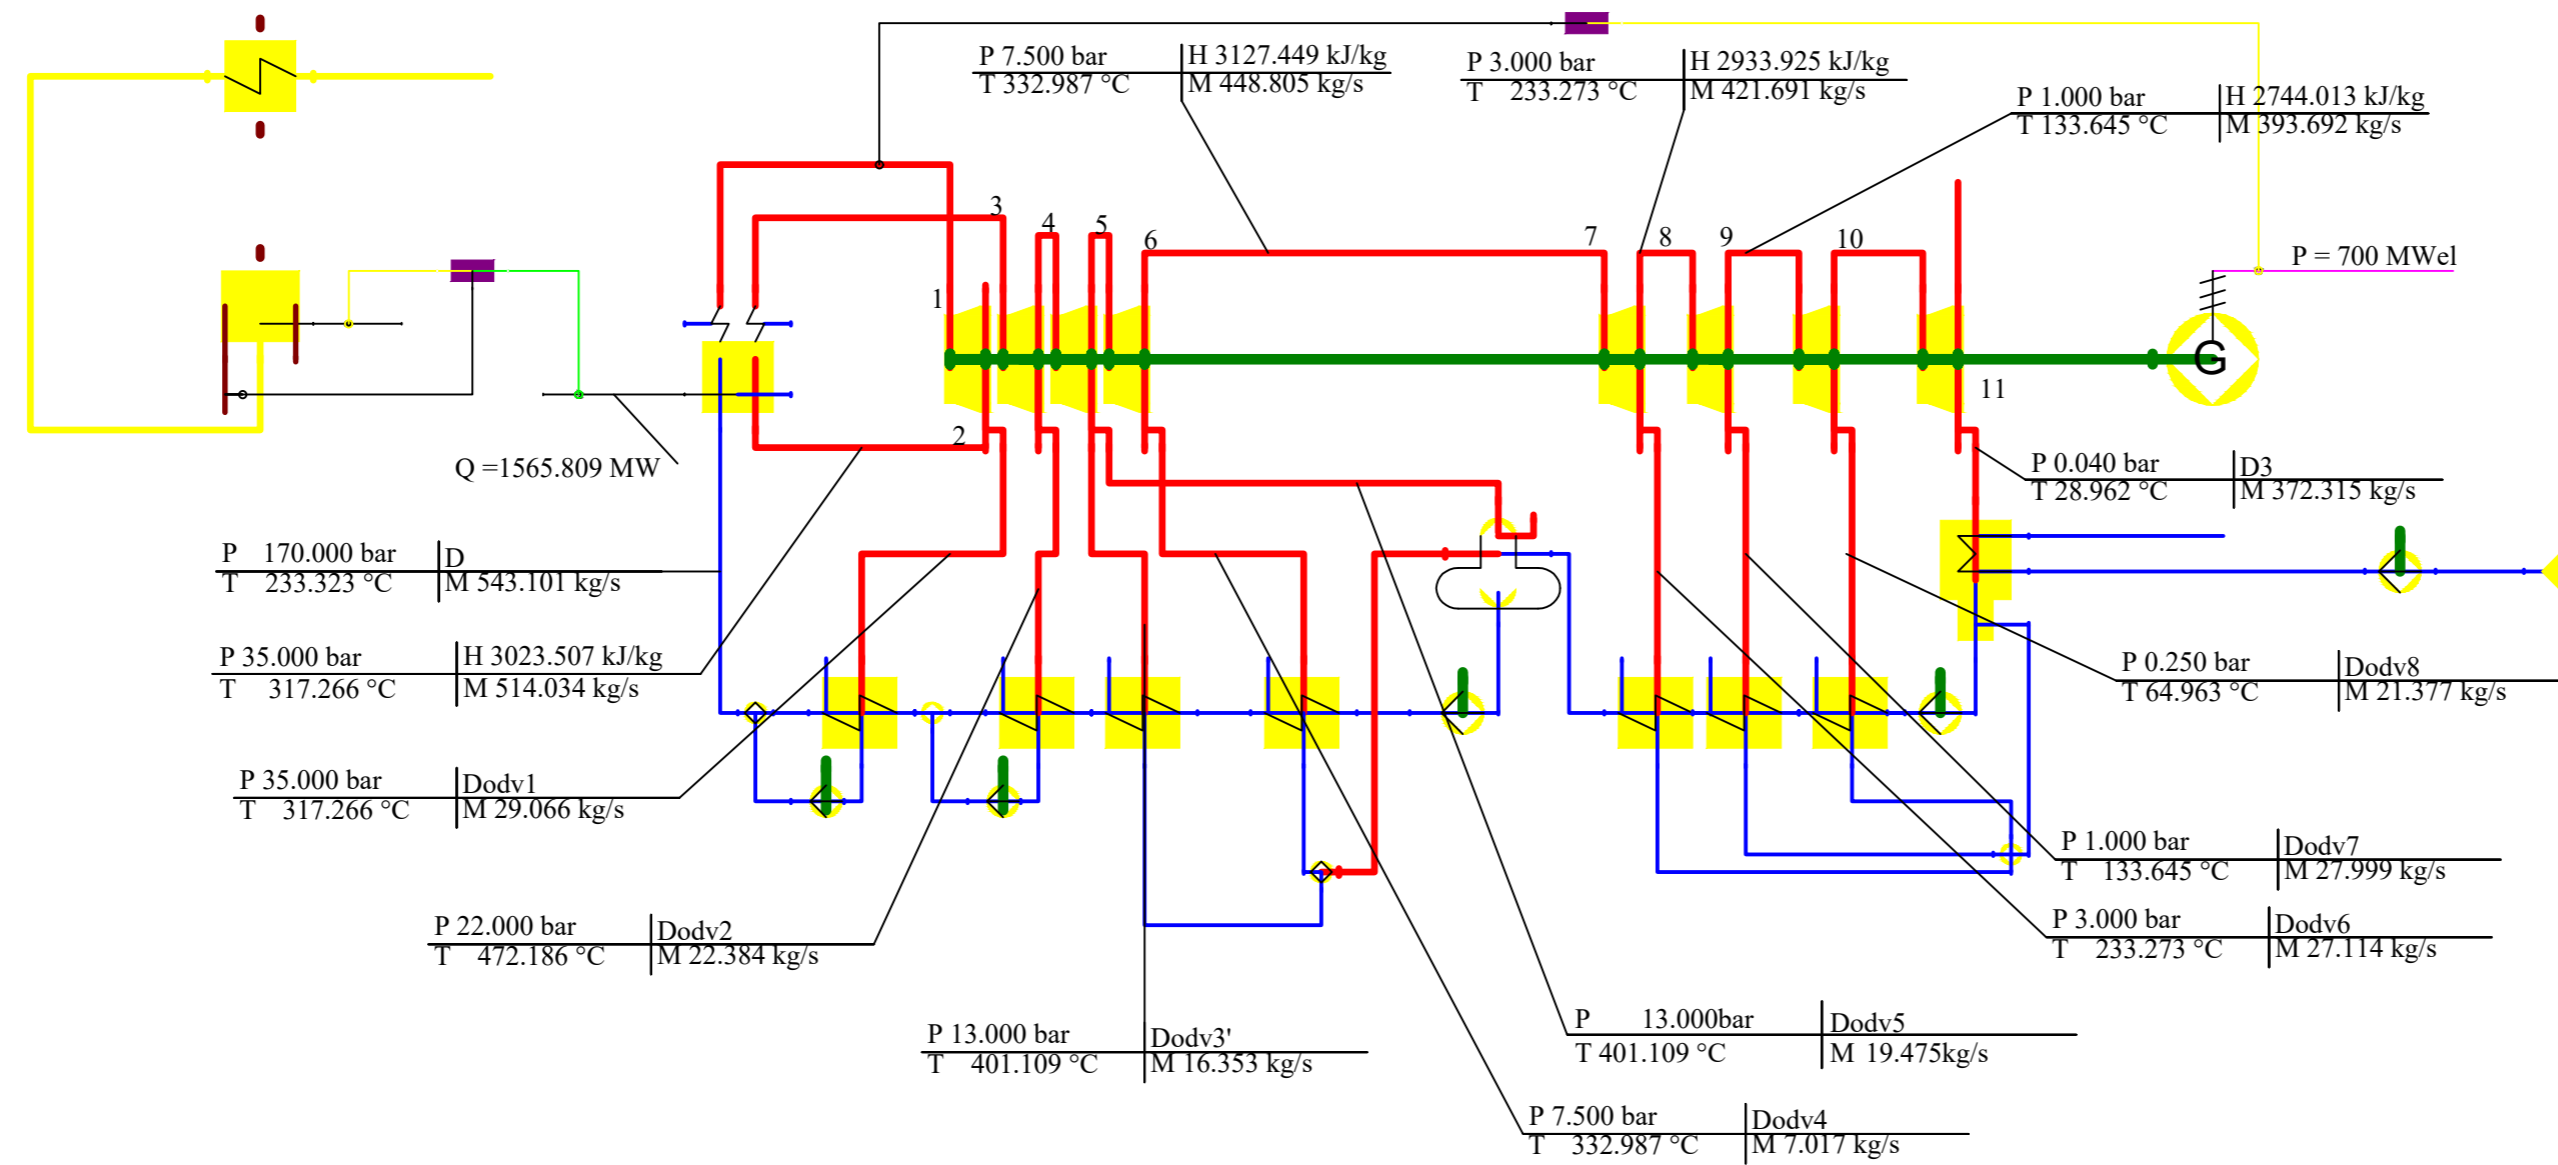 P 7.500 bar H 3127.449 kJ/kg
T 332.987 °C M 448.805 kg/s
P 3.000 bar H 2933.925 kJ/kg
T 233.273 °C M 421.691 kg/s
P 1.000 bar H 2744.013 kJ/kg
T 133.645 °C M 393.692 kg/s
3
4
5
6
7
8
9
10
P = 700 MWel
1
G
11
2
Q =1565.809 MW
P 0.040 bar D3
T 28.962 °C M 372.315 kg/s
P 170.000 bar D
T 233.323 °C M 543.101 kg/s
P 35.000 bar H 3023.507 kJ/kg
T 317.266 °C M 514.034 kg/s
P 0.250 bar Dodv8
T 64.963 °C M 21.377 kg/s
P 35.000 bar Dodv1
T 317.266 °C M 29.066 kg/s
P 1.000 bar Dodv7
T 133.645 °C M 27.999 kg/s
P 22.000 bar Dodv2
T 472.186 °C M 22.384 kg/s
P 3.000 bar Dodv6
T 233.273 °C M 27.114 kg/s
P 13.000 bar Dodv3'
T 401.109 °C M 16.353 kg/s
P 13.000bar Dodv5
T 401.109 °C M 19.475kg/s
P 7.500 bar Dodv4
T 332.987 °C M 7.017 kg/s